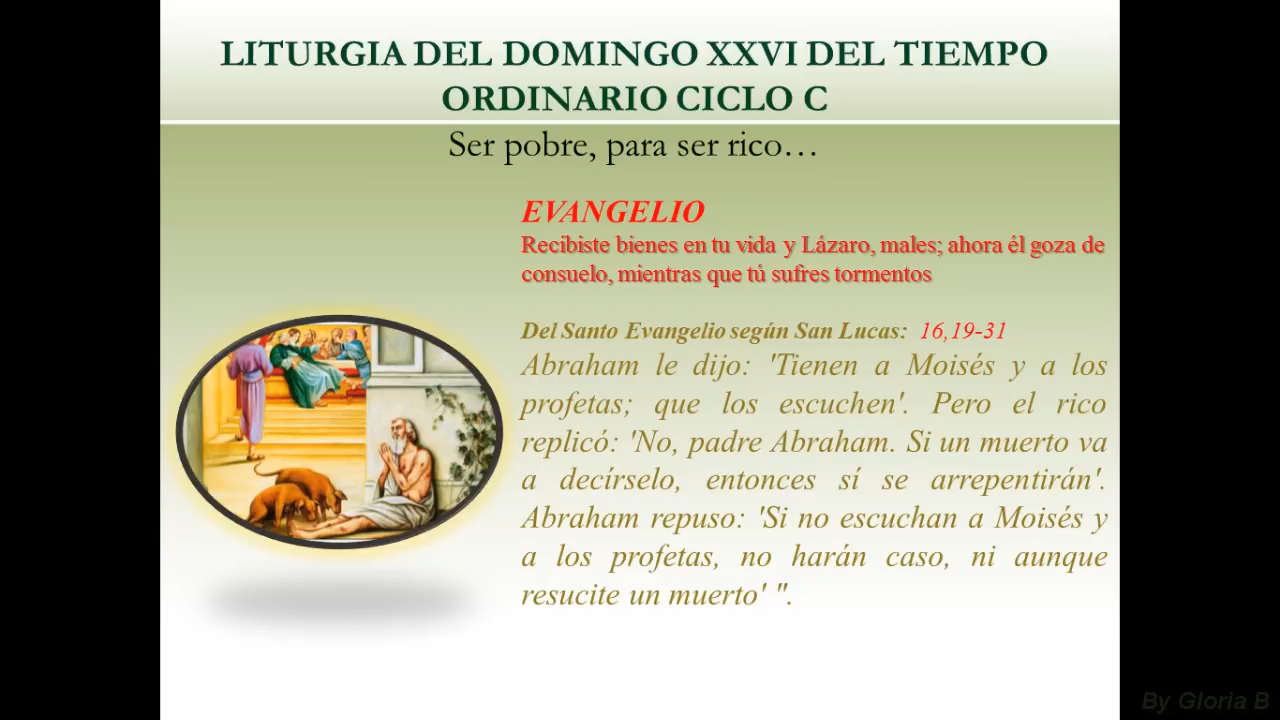 LITURGIA DEL DOMINGO XXVI DEL TIEMPO
ORDINARIO CICLO C
Ser pobre, para ser rico…
EVANGELIO
Recibiste bienes en tu vida y Lázaro, males; ahora él goza de
consuelo, mientras que tú sufres tormentos
Del Santo Evangelio según San Lucas: 16,19-31
Abraham le dijo: 'Tienen a Moisés y a los
profetas; que los escuchen'. Pero el rico
replicó: 'No, padre Abraham. Si un muerto va
a decírselo, entonces sí se arrepentirán'.
Abraham repuso: 'Si no escuchan a Moisés y
a los profetas, no harán caso, ni aunque
resucite un muerto' ".
By Gloria B